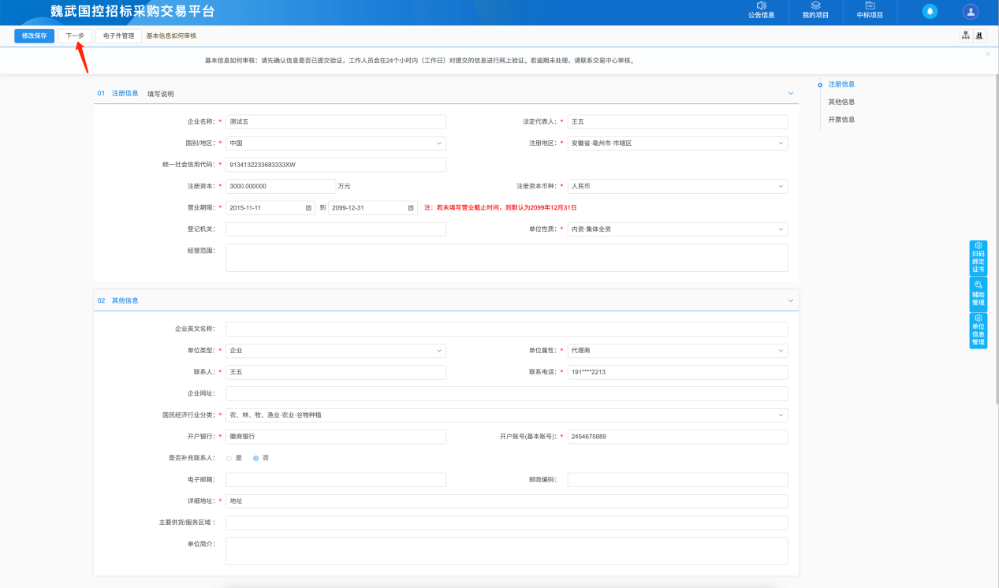 魏武国控招标采购交易平台
公告信息 我的项目 中标项目
修改保存 下一步 电子件管理 基本信息如何审核
基本信息如何审核：请先确认信息是否已提交验证，工作人员会在24个小时内（工作日）对提交的信息进行网上验证。若逾期未处理，请联系交易中心审核。
01 注册信息 填写说明
企业名称：* 测试五 法定代表人：* 王五
国别/地区：* 中国 注册地区：* 安徽省·亳州市·市辖区
统一社会信用代码：* 9134132233683333XW
注册资本：* 3000.000000 万元 注册资本币种：* 人民币
营业期限：* 2015-11-11 到 2099-12-31 注：若未填写营业截止时间，则默认为2099年12月31日
登记机关： 单位性质：* 内资·集体全资
经营范围：
02 其他信息
企业英文名称：
单位类型：* 企业 单位属性：* 代理商
联系人：* 王五 联系电话：* 191****2213
企业网址：
国民经济行业分类：* 农、林、牧、渔业·农业·谷物种植
开户银行：* 徽商银行 开户账号(基本账号)：* 2454675889
是否补充联系人： 是 否
电子邮箱： 邮政编码：
详细地址：* 地址
主要供货/服务区域：
单位简介：
注册信息
其他信息
开票信息
扫码
绑定
证书
辅助
管理
单位
信息
管理